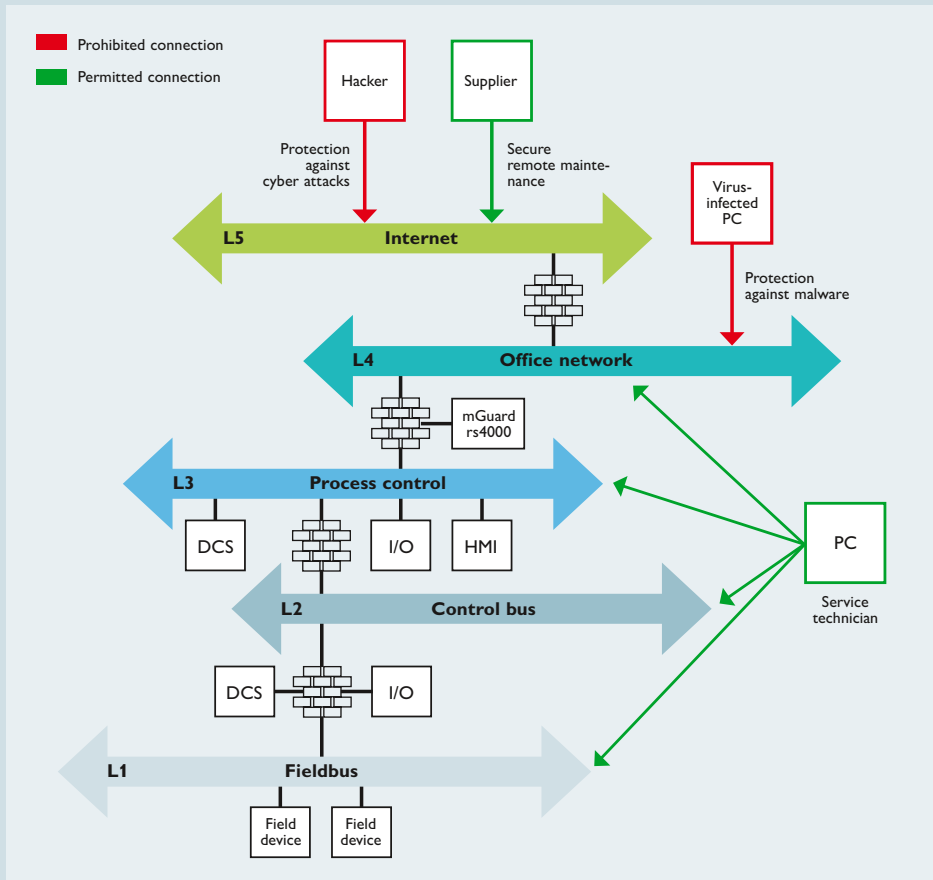 Prohibited connection
Permitted connection
Hacker
Supplier
Protection
against
cyber attacks
Secure
remote mainte-
nance
Virus-
infected
PC
L5
Internet
Protection
against malware
L4
Office network
mGuard
rs4000
L3
Process control
DCS
I/O
HMI
PC
Service
technician
L2
Control bus
DCS
I/O
L1
Fieldbus
Field
device
Field
device